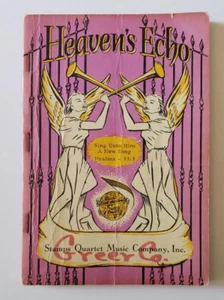 Heaven's Echo
Sing Unto Him
A New Song
Psalms - 33:3
Stamps Quartet Music Company, Inc.